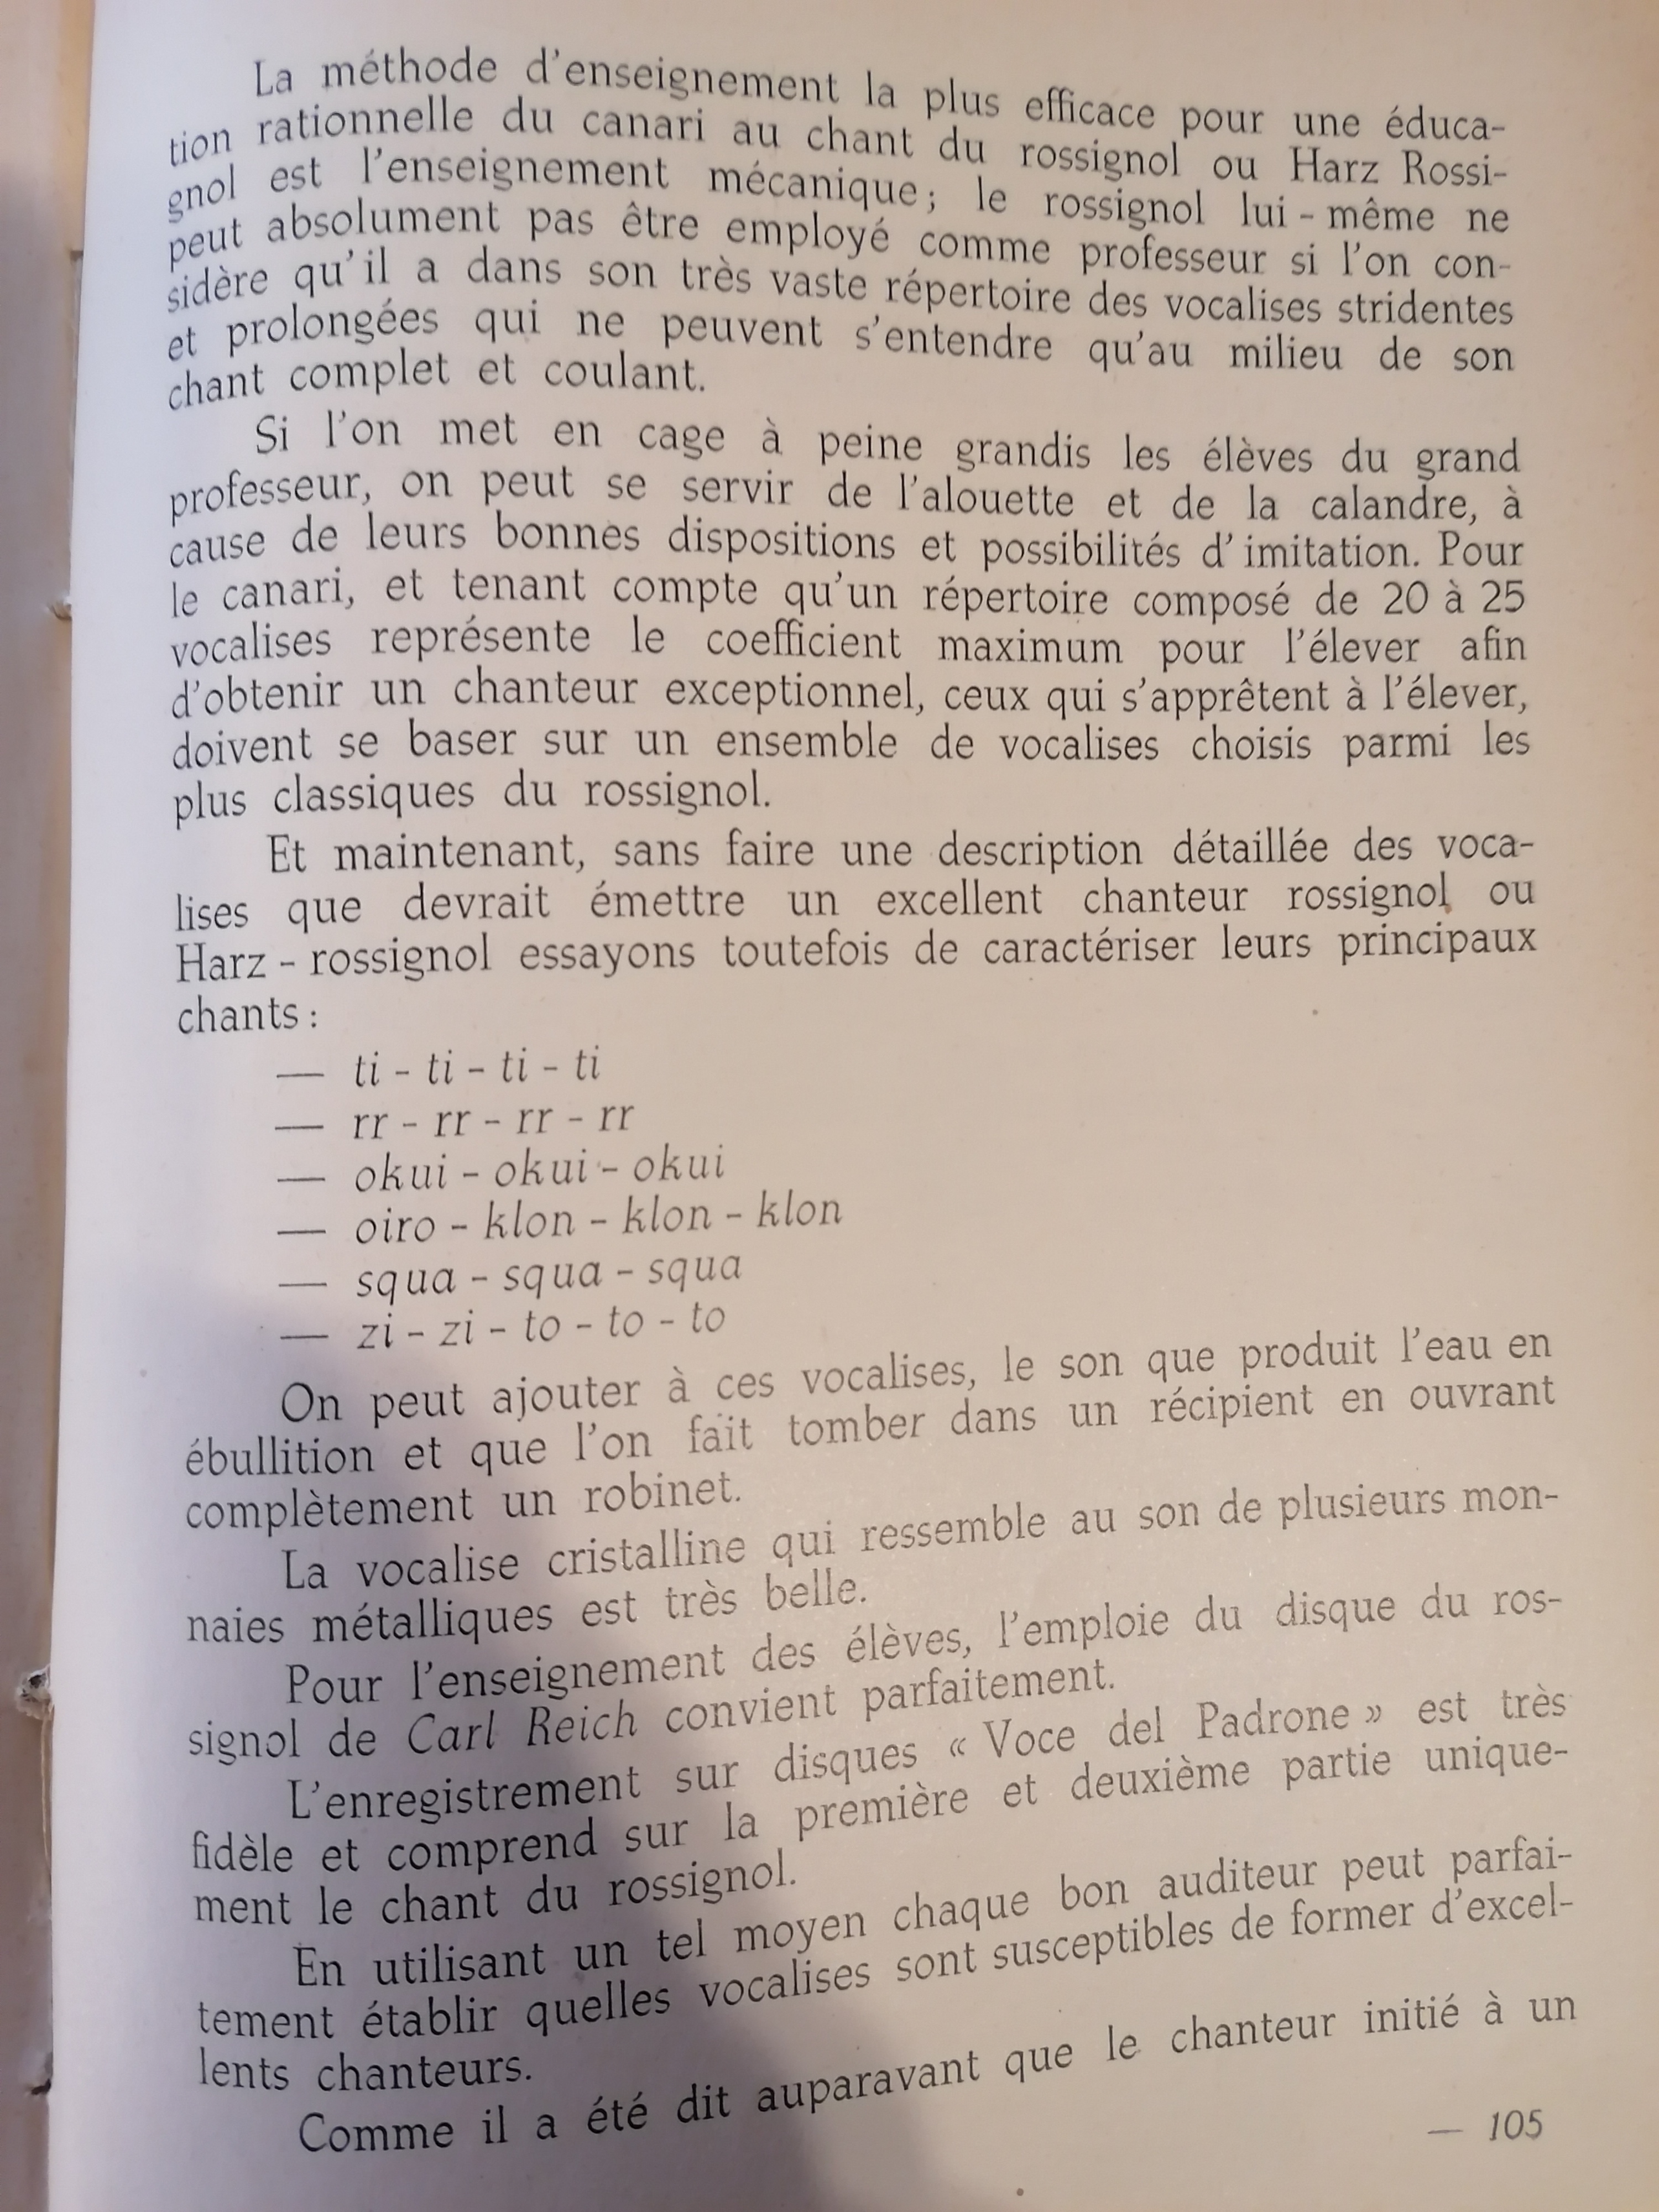 La méthode d'enseignement la plus efficace pour une éduca-
tion rationnelle du canari au chant du rossignol ou Harz Rossi-
gnol est l'enseignement mécanique; le rossignol lui - même ne
peut absolument pas être employé comme professeur si l'on con-
sidère qu'il a dans son très vaste répertoire des vocalises stridentes
et prolongées qui ne peuvent s'entendre qu'au milieu de son
chant complet et coulant.
Si l'on met en cage à peine grandis les élèves du grand
professeur, on peut se servir de l'alouette et de la calandre, à
cause de leurs bonnes dispositions et possibilités d' imitation. Pour
le canari, et tenant compte qu'un répertoire composé de 20 à 25
vocalises représente le coefficient maximum pour l'élever afin
d'obtenir un chanteur exceptionnel, ceux qui s'apprêtent à l'élever,
doivent se baser sur un ensemble de vocalises choisis parmi les
plus classiques du rossignol.
Et maintenant, sans faire une description détaillée des voca-
lises que devrait émettre un excellent chanteur rossignol ou
Harz - rossignol essayons toutefois de caractériser leurs principaux
chants :
— ti - ti - ti - ti
— rr - rr - rr - rr
— okui - okui - okui
— oiro - klon - klon - klon
— squa - squa - squa
— zi - zi - to - to - to
On peut ajouter à ces vocalises, le son que produit l'eau en
ébullition et que l'on fait tomber dans un récipient en ouvrant
complètement un robinet.
La vocalise cristalline qui ressemble au son de plusieurs mon-
naies métalliques est très belle.
Pour l'enseignement des élèves, l'emploie du disque du ros-
signol de Carl Reich convient parfaitement.
L'enregistrement sur disques « Voce del Padrone » est très
fidèle et comprend sur la première et deuxième partie unique-
ment le chant du rossignol.
En utilisant un tel moyen chaque bon auditeur peut parfai-
tement établir quelles vocalises sont susceptibles de former d'excel-
lents chanteurs.
Comme il a été dit auparavant que le chanteur initié à un
— 105